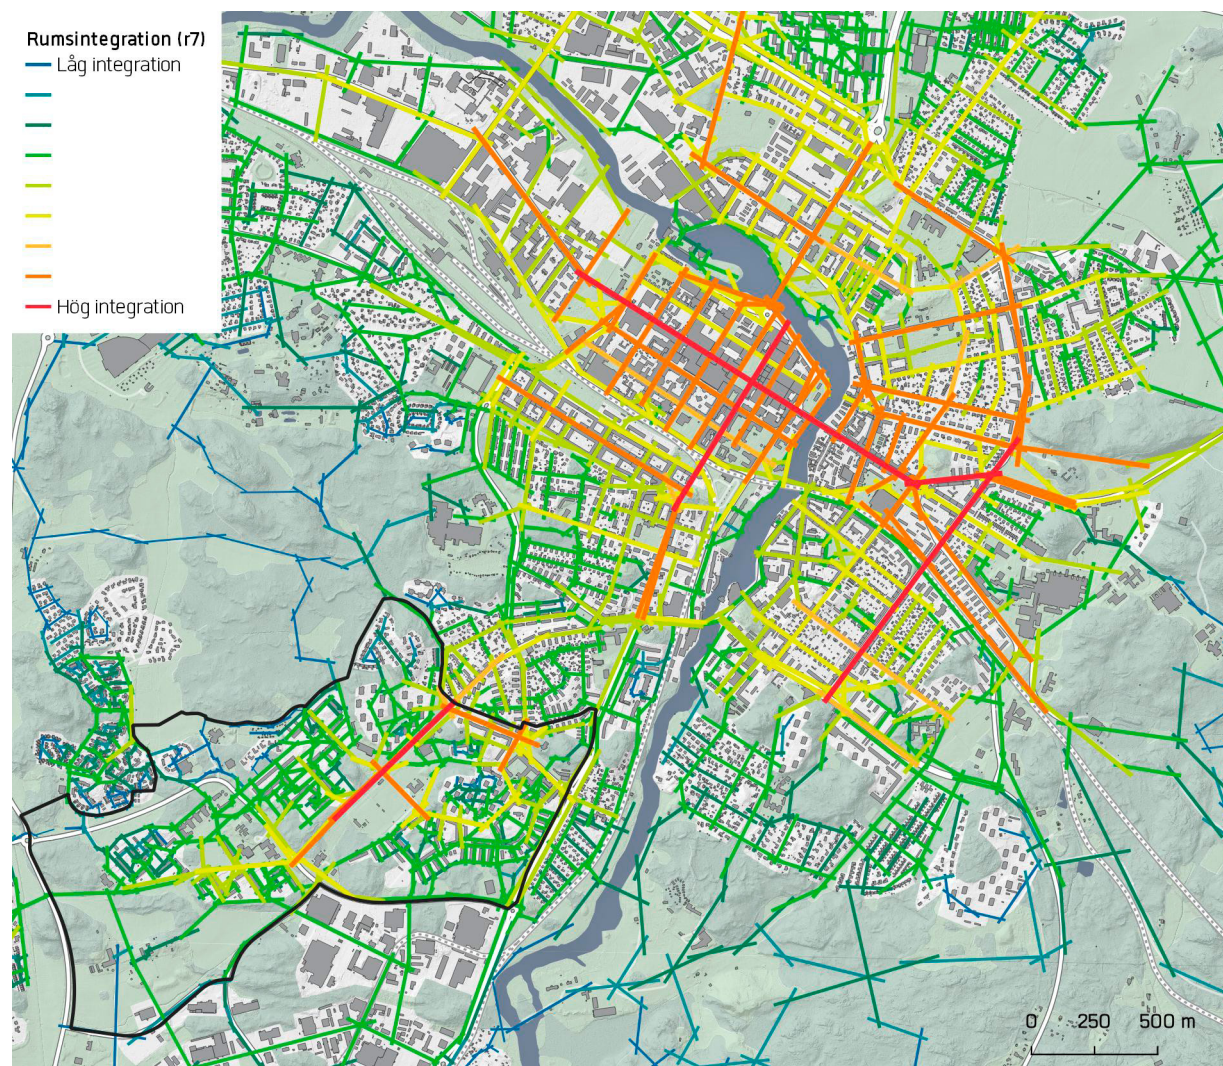 Rumsintegration (r7)
Låg integration
Hög integration
0 250 500 m